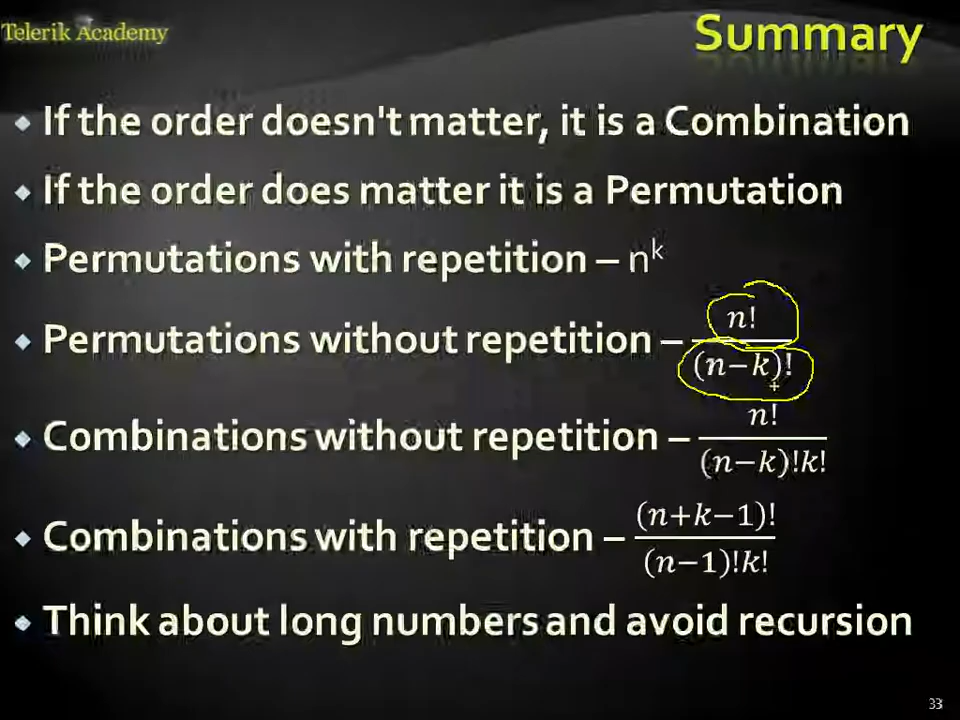 Telerik Academy
Summary
If the order doesn't matter, it is a Combination
If the order does matter it is a Permutation
Permutations with repetition – nᵏ
Permutations without repetition – n! / (n−k)!
Combinations without repetition – n! / (n−k)!k!
Combinations with repetition – (n+k−1)! / (n−1)!k!
Think about long numbers and avoid recursion
33